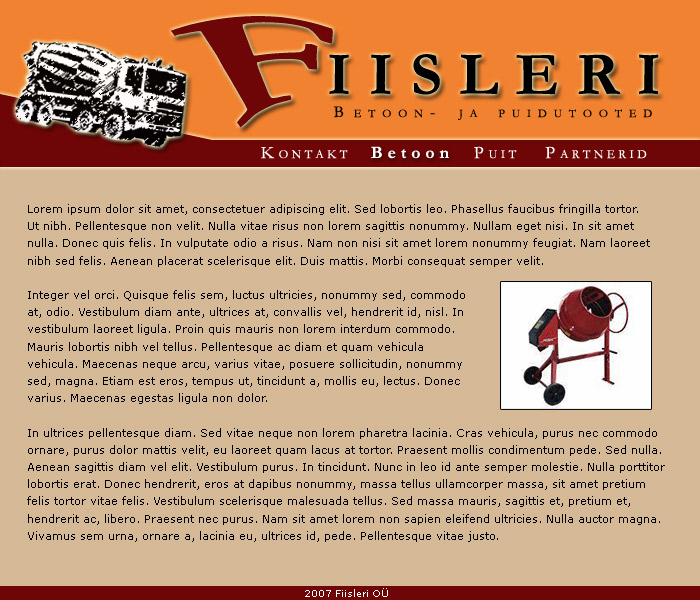 FIISLERI
BETOON- JA PUIDUTOOTED
KONTAKT Betoon PUIT PARTNERID
Lorem ipsum dolor sit amet, consectetuer adipiscing elit. Sed lobortis leo. Phasellus faucibus fringilla tortor.
Ut nibh. Pellentesque non velit. Nulla vitae risus non lorem sagittis nonummy. Nullam eget nisi. In sit amet
nulla. Donec quis felis. In vulputate odio a risus. Nam non nisi sit amet lorem nonummy feugiat. Nam laoreet
nibh sed felis. Aenean placerat scelerisque elit. Duis mattis. Morbi consequat semper velit.
Integer vel orci. Quisque felis sem, luctus ultricies, nonummy sed, commodo
at, odio. Vestibulum diam ante, ultrices at, convallis vel, hendrerit id, nisl. In
vestibulum laoreet ligula. Proin quis mauris non lorem interdum commodo.
Mauris lobortis nibh vel tellus. Pellentesque ac diam et quam vehicula
vehicula. Maecenas neque arcu, varius vitae, posuere sollicitudin, nonummy
sed, magna. Etiam est eros, tempus ut, tincidunt a, mollis eu, lectus. Donec
varius. Maecenas egestas ligula non dolor.
In ultrices pellentesque diam. Sed vitae neque non lorem pharetra lacinia. Cras vehicula, purus nec commodo
ornare, purus dolor mattis velit, eu laoreet quam lacus at tortor. Praesent mollis condimentum pede. Sed nulla.
Aenean sagittis diam vel elit. Vestibulum purus. In tincidunt. Nunc in leo id ante semper molestie. Nulla porttitor
lobortis erat. Donec hendrerit, eros at dapibus nonummy, massa tellus ullamcorper massa, sit amet pretium
felis tortor vitae felis. Vestibulum scelerisque malesuada tellus. Sed massa mauris, sagittis et, pretium et,
hendrerit ac, libero. Praesent nec purus. Nam sit amet lorem non sapien eleifend ultricies. Nulla auctor magna.
Vivamus sem urna, ornare a, lacinia eu, ultrices id, pede. Pellentesque vitae justo.
2007 Fiisleri OÜ